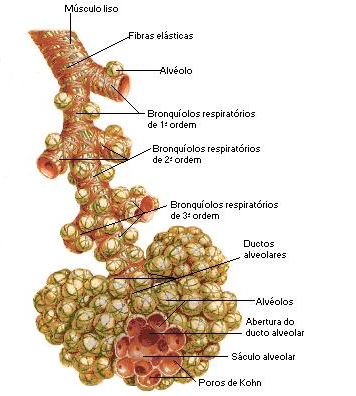 Músculo liso
Fibras elásticas
Alvéolo
Bronquíolos respiratórios
de 1ª ordem
Bronquíolos respiratórios
de 2ª ordem
Bronquíolos respiratórios
de 3ª ordem
Ductos
alveolares
Alvéolos
Abertura do
ducto alveolar
Sáculo alveolar
Poros de Kohn